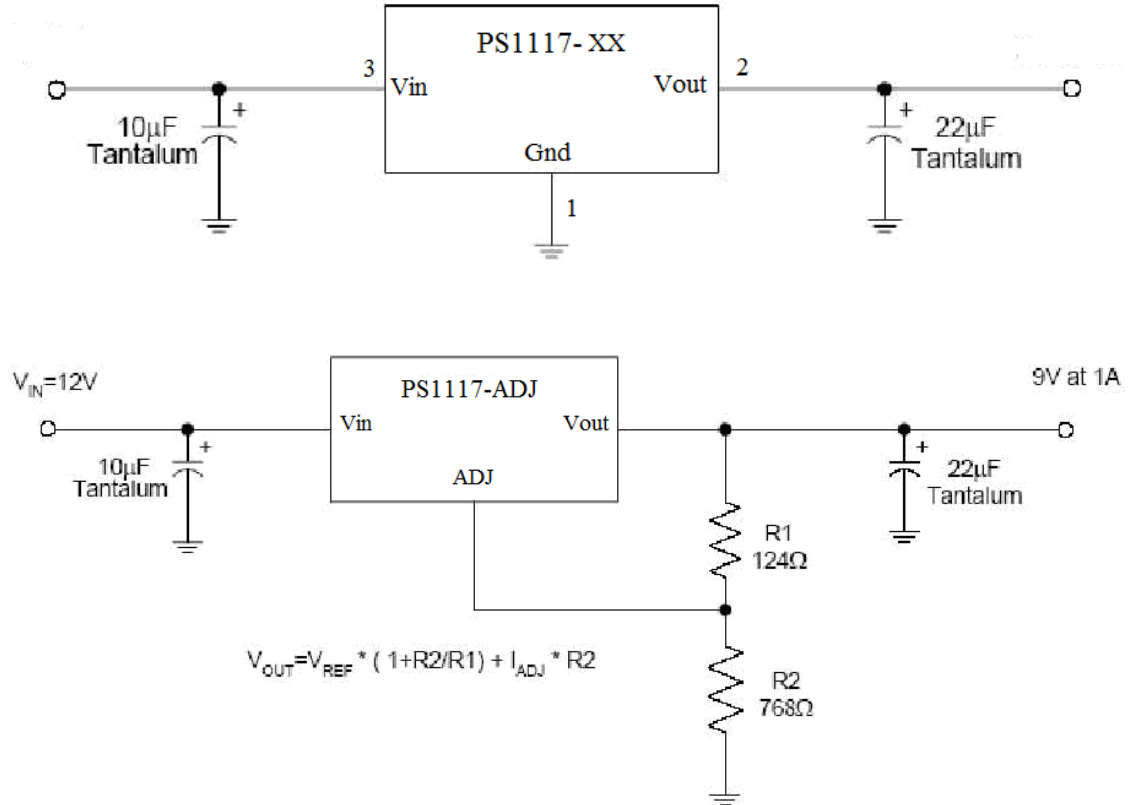 PS1117-XX
3
Vin
Vout
2
10µF
Tantalum
+
+
22µF
Tantalum
Gnd
1
V_IN=12V
PS1117-ADJ
9V at 1A
Vin
Vout
10µF
Tantalum
+
ADJ
+
22µF
Tantalum
R1
124Ω
V_OUT=V_REF * ( 1+R2/R1) + I_ADJ * R2
R2
768Ω